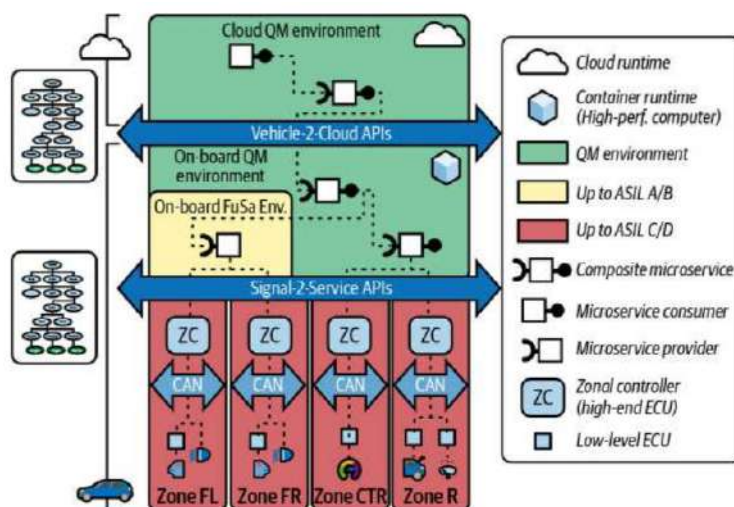 Cloud QM environment
Vehicle-2-Cloud APIs
On-board QM
environment
On-board FuSa Env.
Signal-2-Service APIs
ZC
ZC
ZC
ZC
CAN
CAN
CAN
CAN
Zone FL
Zone FR
Zone CTR
Zone R
Cloud runtime
Container runtime
(High-perf. computer)
QM environment
Up to ASIL A/B
Up to ASIL C/D
Composite microservice
Microservice consumer
Microservice provider
ZC
Zonal controller
(high-end ECU)
Low-level ECU